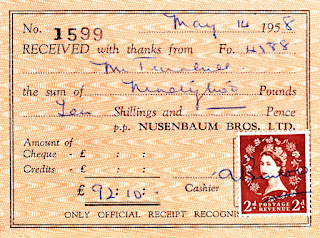 No. 1599 May 14 1958
RECEIVED with thanks from Fo. 4188
Mr
the sum of Ninety two Pounds
Ten Shillings and Pence
p.p. NUSENBAUM BROS. LTD.
Amount of
Cheque - £ : :
Credits - £ : :
£ 92:10: - Cashier
ONLY OFFICIAL RECEIPT RECOGNIS
2d POSTAGE REVENUE 2d